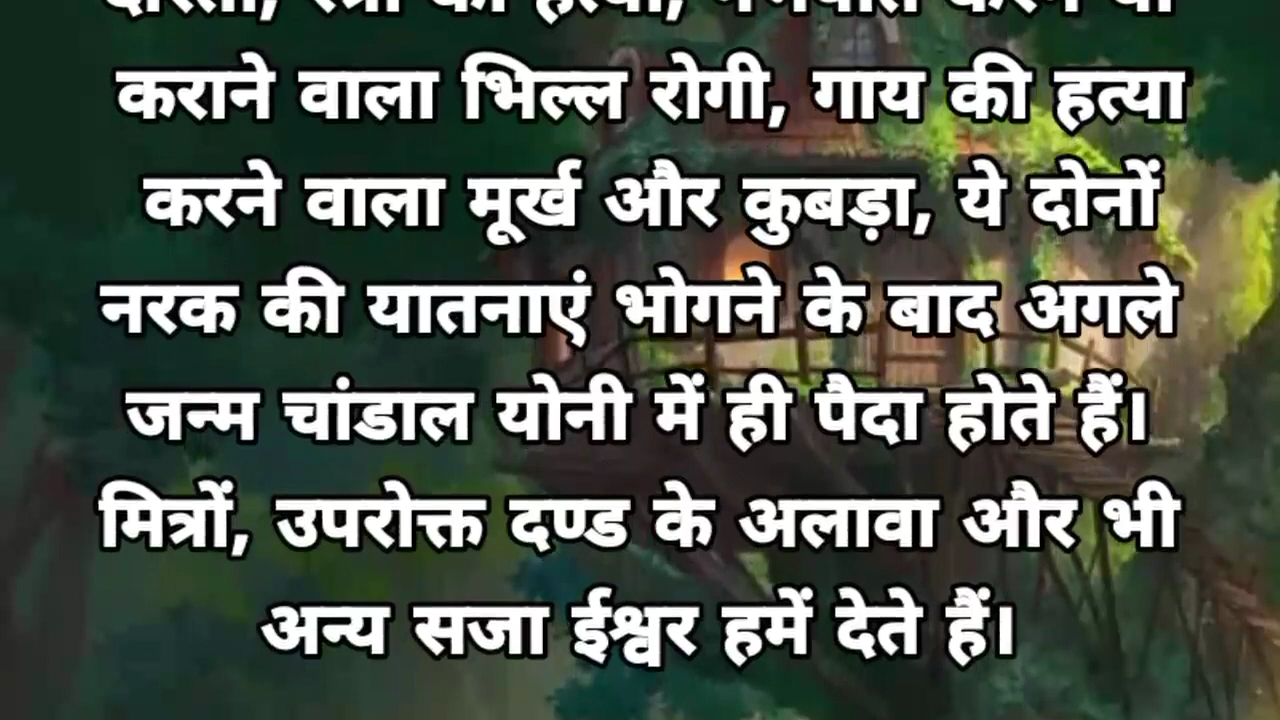 कराने वाला भिल्ल रोगी, गाय की हत्या
करने वाला मूर्ख और कुबड़ा, ये दोनों
नरक की यातनाएं भोगने के बाद अगले
जन्म चांडाल योनी में ही पैदा होते हैं।
मित्रों, उपरोक्त दण्ड के अलावा और भी
अन्य सजा ईश्वर हमें देते हैं।